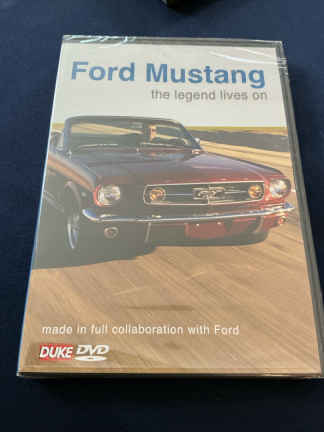 Ford Mustang
the legend lives on
made in full collaboration with Ford
DUKE DVD